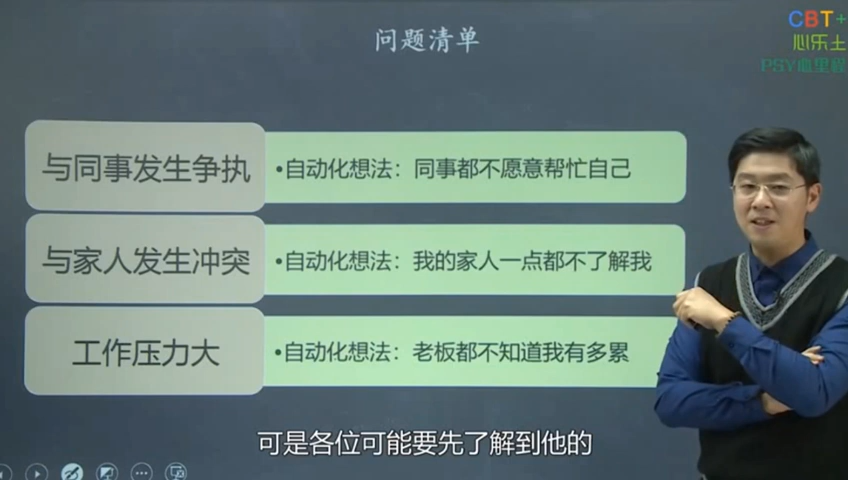 CBT+
心乐土
PSY心里程
问题清单
与同事发生争执
•自动化想法：同事都不愿意帮忙自己
与家人发生冲突
•自动化想法：我的家人一点都不了解我
工作压力大
•自动化想法：老板都不知道我有多累
可是各位可能要先了解到他的